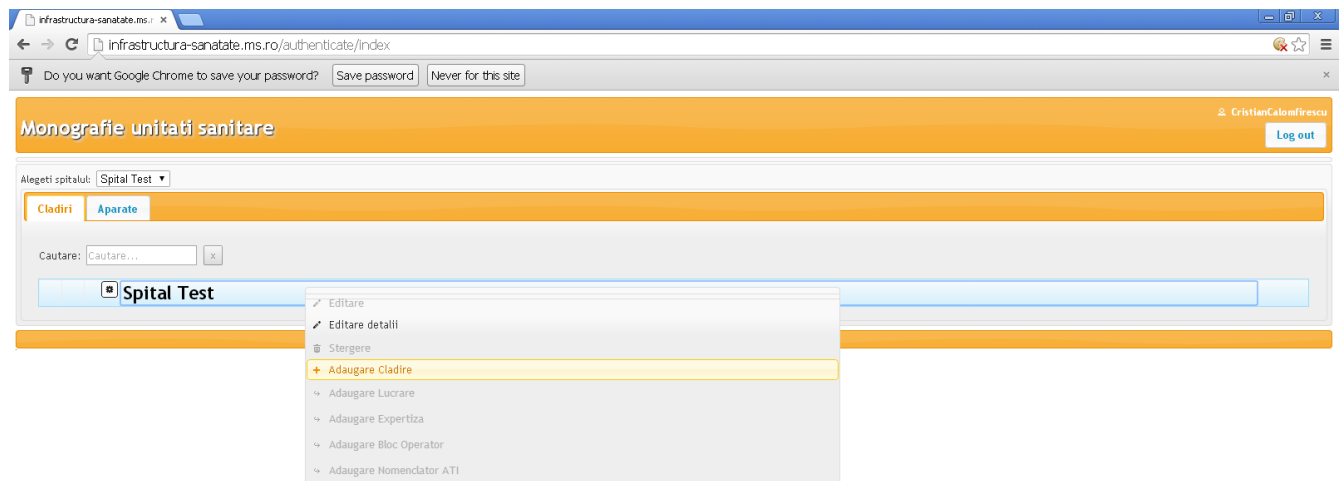 infrastructura-sanatate.ms.r
infrastructura-sanatate.ms.ro/authenticate/index
Do you want Google Chrome to save your password? Save password Never for this site
CristianCalomfirescu
Monografie unitati sanitare
Log out
Alegeti spitalul: Spital Test
Cladiri Aparate
Cautare: Cautare... x
Spital Test
Editare
Editare detalii
Stergere
Adaugare Cladire
Adaugare Lucrare
Adaugare Expertiza
Adaugare Bloc Operator
Adaugare Nomenclator ATI